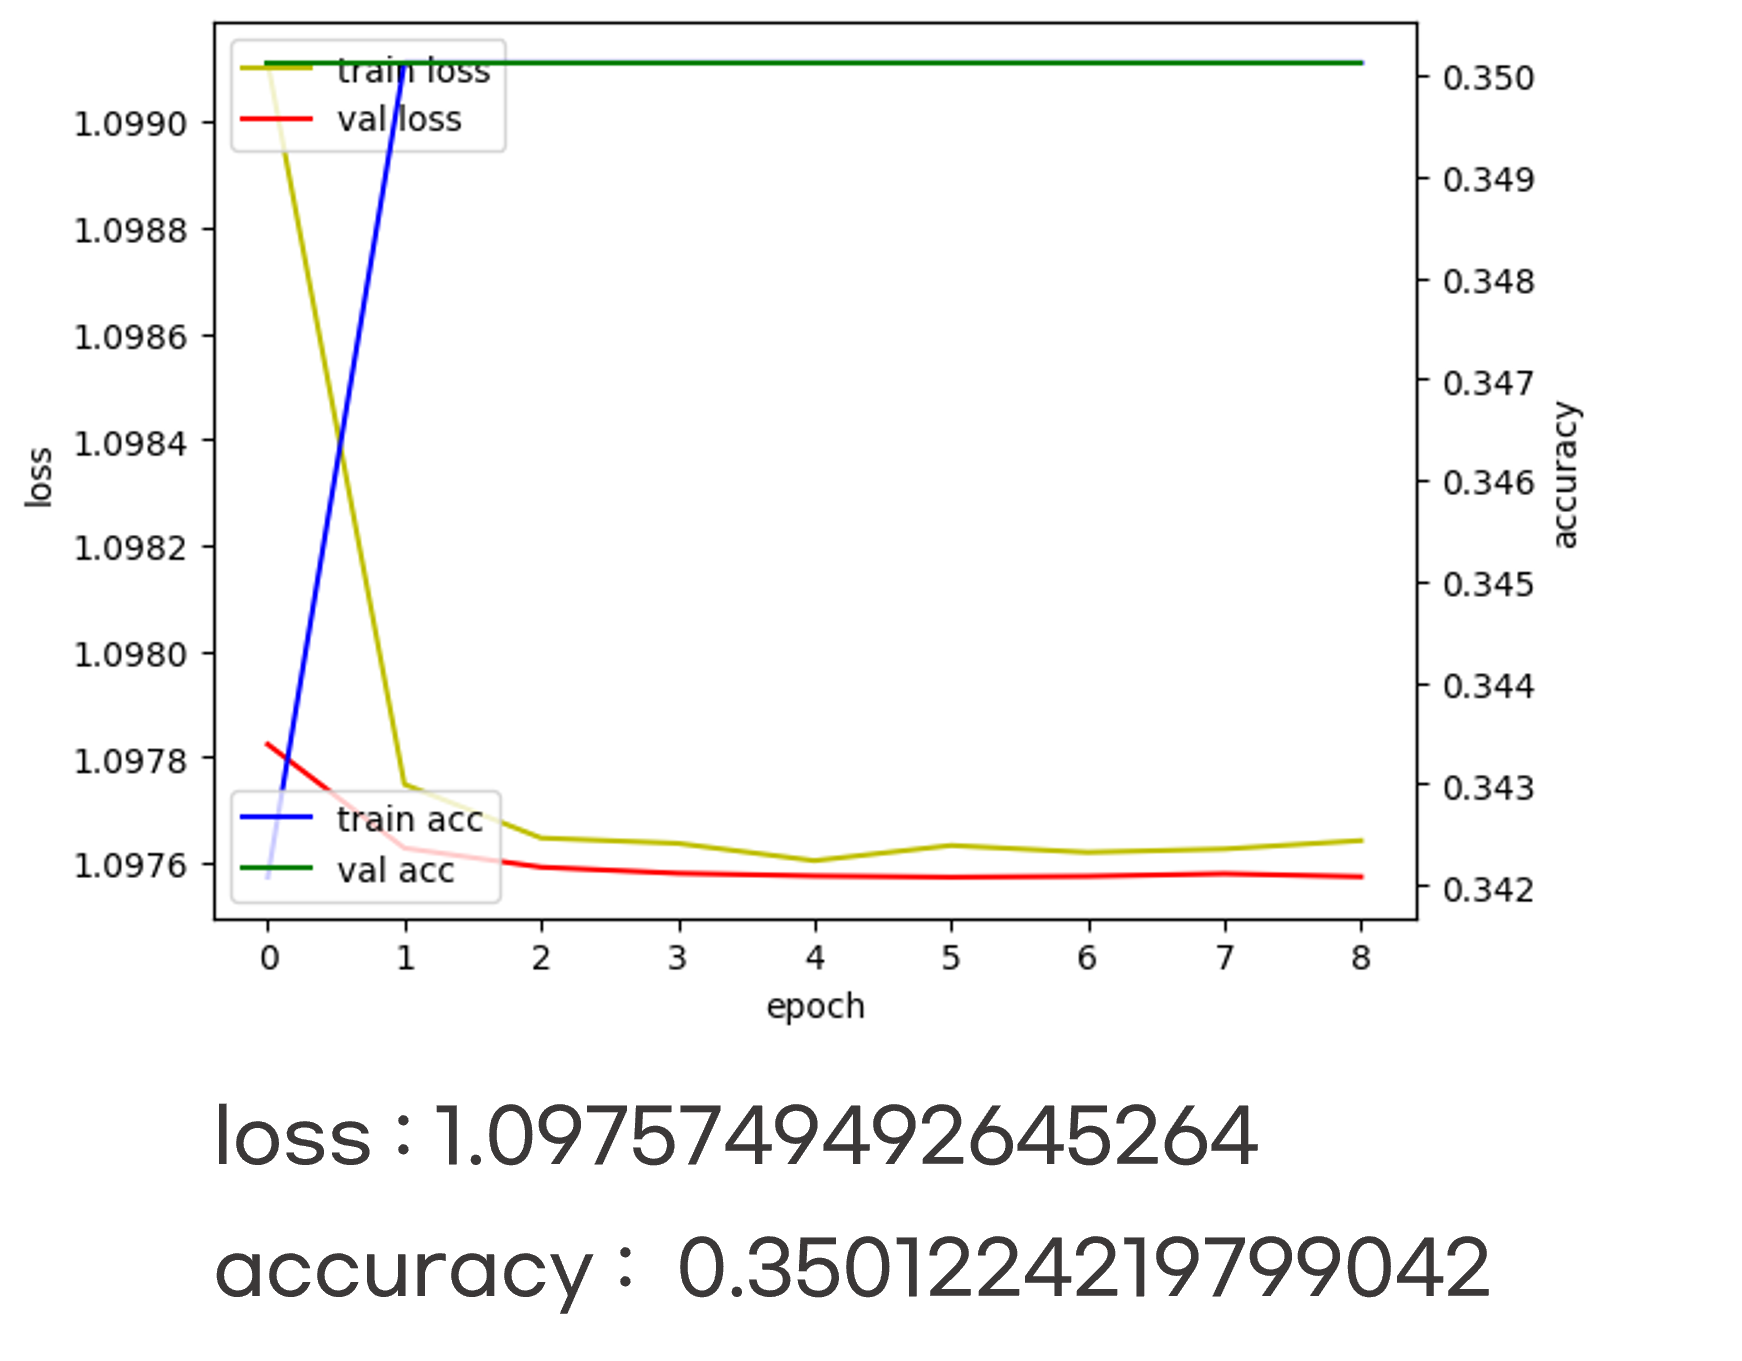 train loss
val loss
1.0990
1.0988
1.0986
1.0984
1.0982
1.0980
1.0978
1.0976
loss
0.350
0.349
0.348
0.347
0.346
0.345
0.344
0.343
0.342
accuracy
train acc
val acc
0 1 2 3 4 5 6 7 8
epoch
loss : 1.0975749492645264
accuracy : 0.3501224219799042